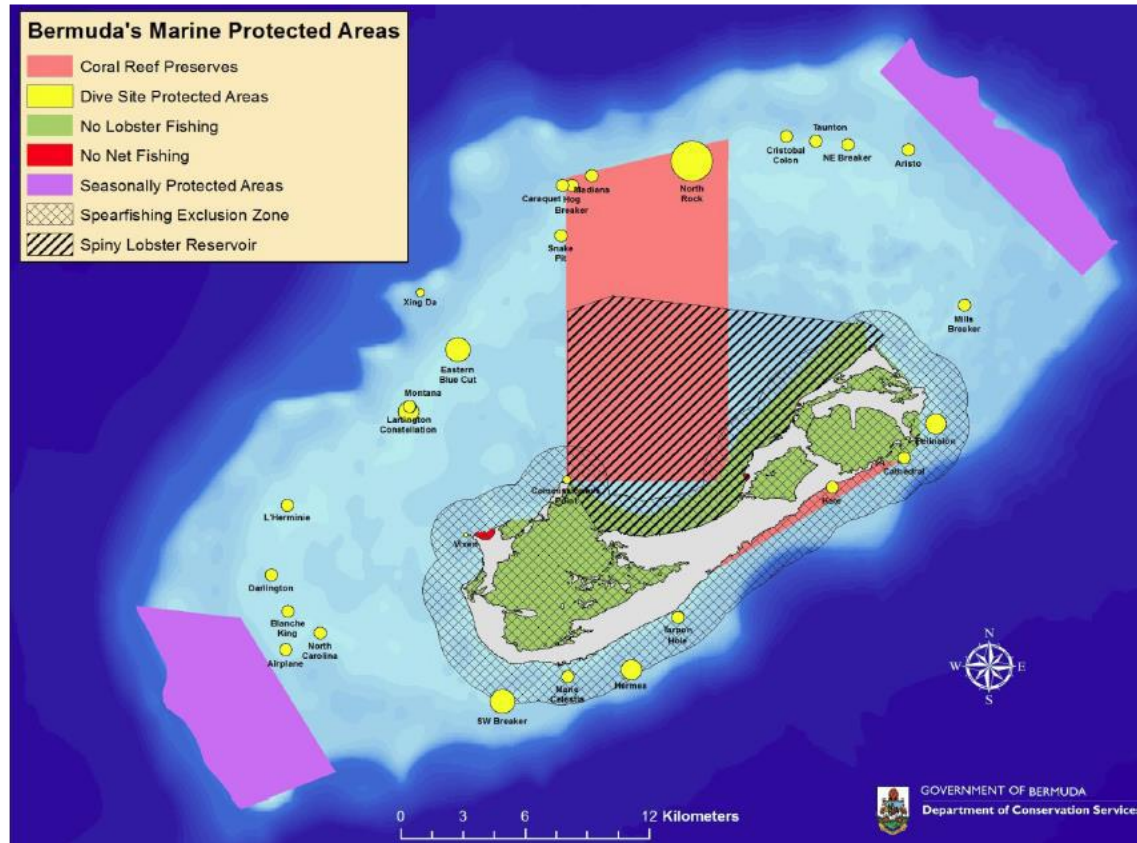 Bermuda's Marine Protected Areas
Coral Reef Preserves
Dive Site Protected Areas
No Lobster Fishing
No Net Fishing
Seasonally Protected Areas
Spearfishing Exclusion Zone
Spiny Lobster Reservoir
Taunton
Cristobal
Colon
NE Breaker
Aristo
North
Rock
Madiana
Caraquet
Hog
Breaker
Snake
Pit
Xing Da
Mills
Breaker
Eastern
Blue Cut
Montana
Lartington
Constellation
Pelinaion
Cathedral
Kate
L'Herminie
Vixen
Darlington
Blanche
King
North
Carolina
Airplane
Tarpon
Hole
Hermes
Marie
Celestia
SW Breaker
N
W
E
S
0 3 6 12 Kilometers
GOVERNMENT OF BERMUDA
Department of Conservation Services